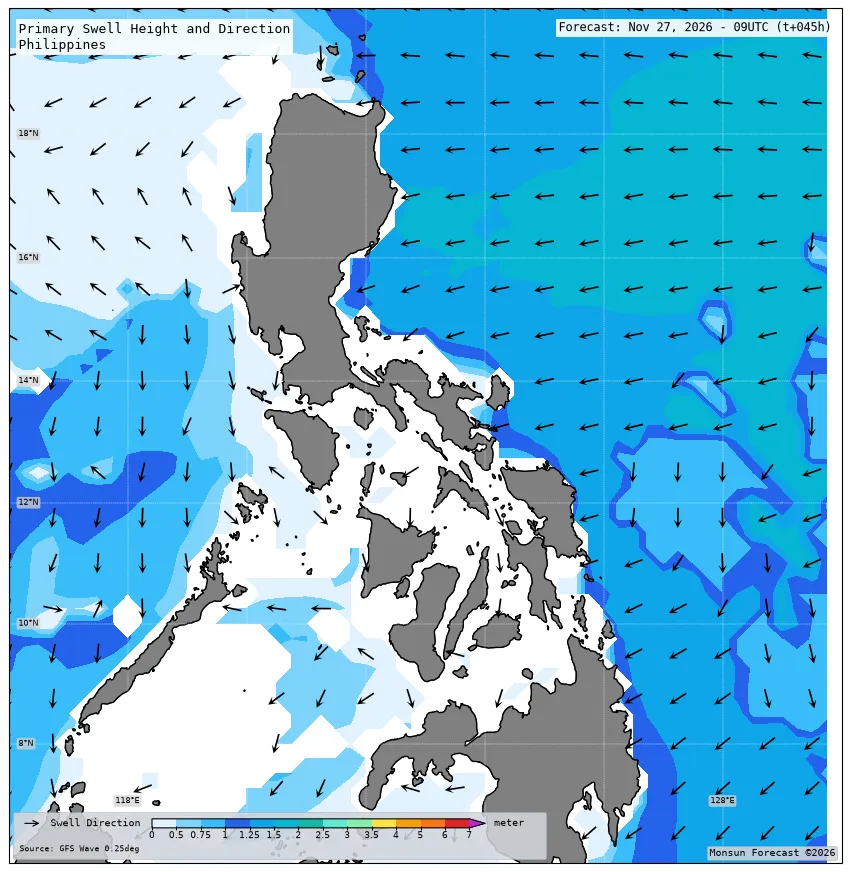 Primary Swell Height and Direction
Philippines
Forecast: Nov 27, 2026 - 09UTC (t+045h)
18°N
16°N
14°N
12°N
10°N
8°N
118°E
128°E
Swell Direction
0 0.5 0.75 1 1.25 1.5 2 2.5 3 3.5 4 5 6 7
meter
Source: GFS Wave 0.25deg
Monsun Forecast ©2026